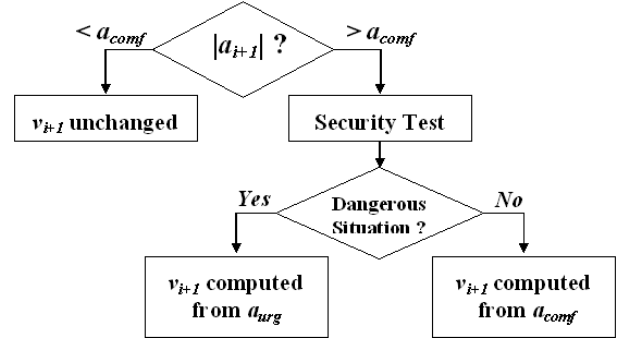 < a_comf
|a_i+1| ?
> a_comf
v_i+1 unchanged
Security Test
Yes
Dangerous
Situation ?
No
v_i+1 computed
from a_urg
v_i+1 computed
from a_comf